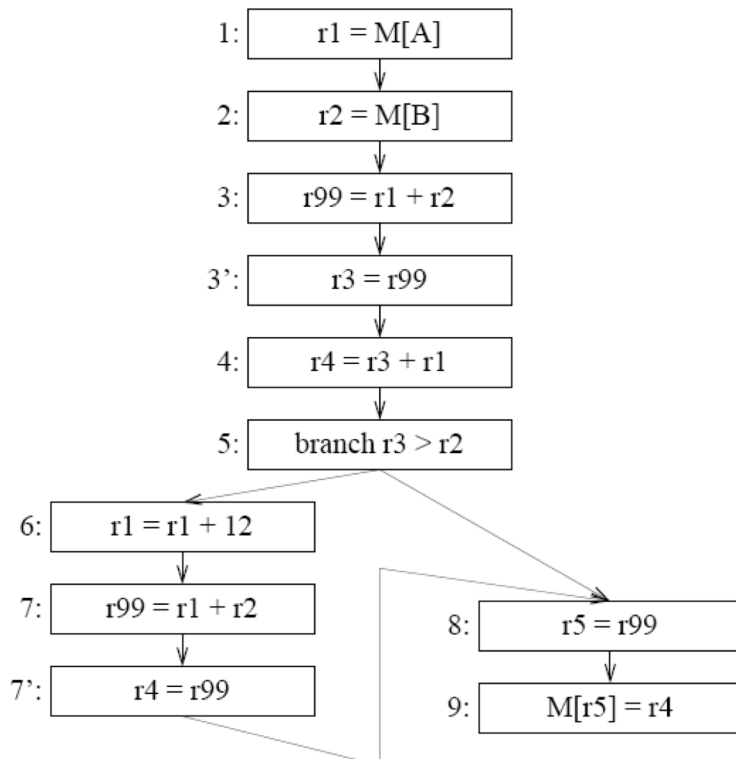 1: r1 = M[A]
2: r2 = M[B]
3: r99 = r1 + r2
3’: r3 = r99
4: r4 = r3 + r1
5: branch r3 > r2
6: r1 = r1 + 12
7: r99 = r1 + r2
7’: r4 = r99
8: r5 = r99
9: M[r5] = r4